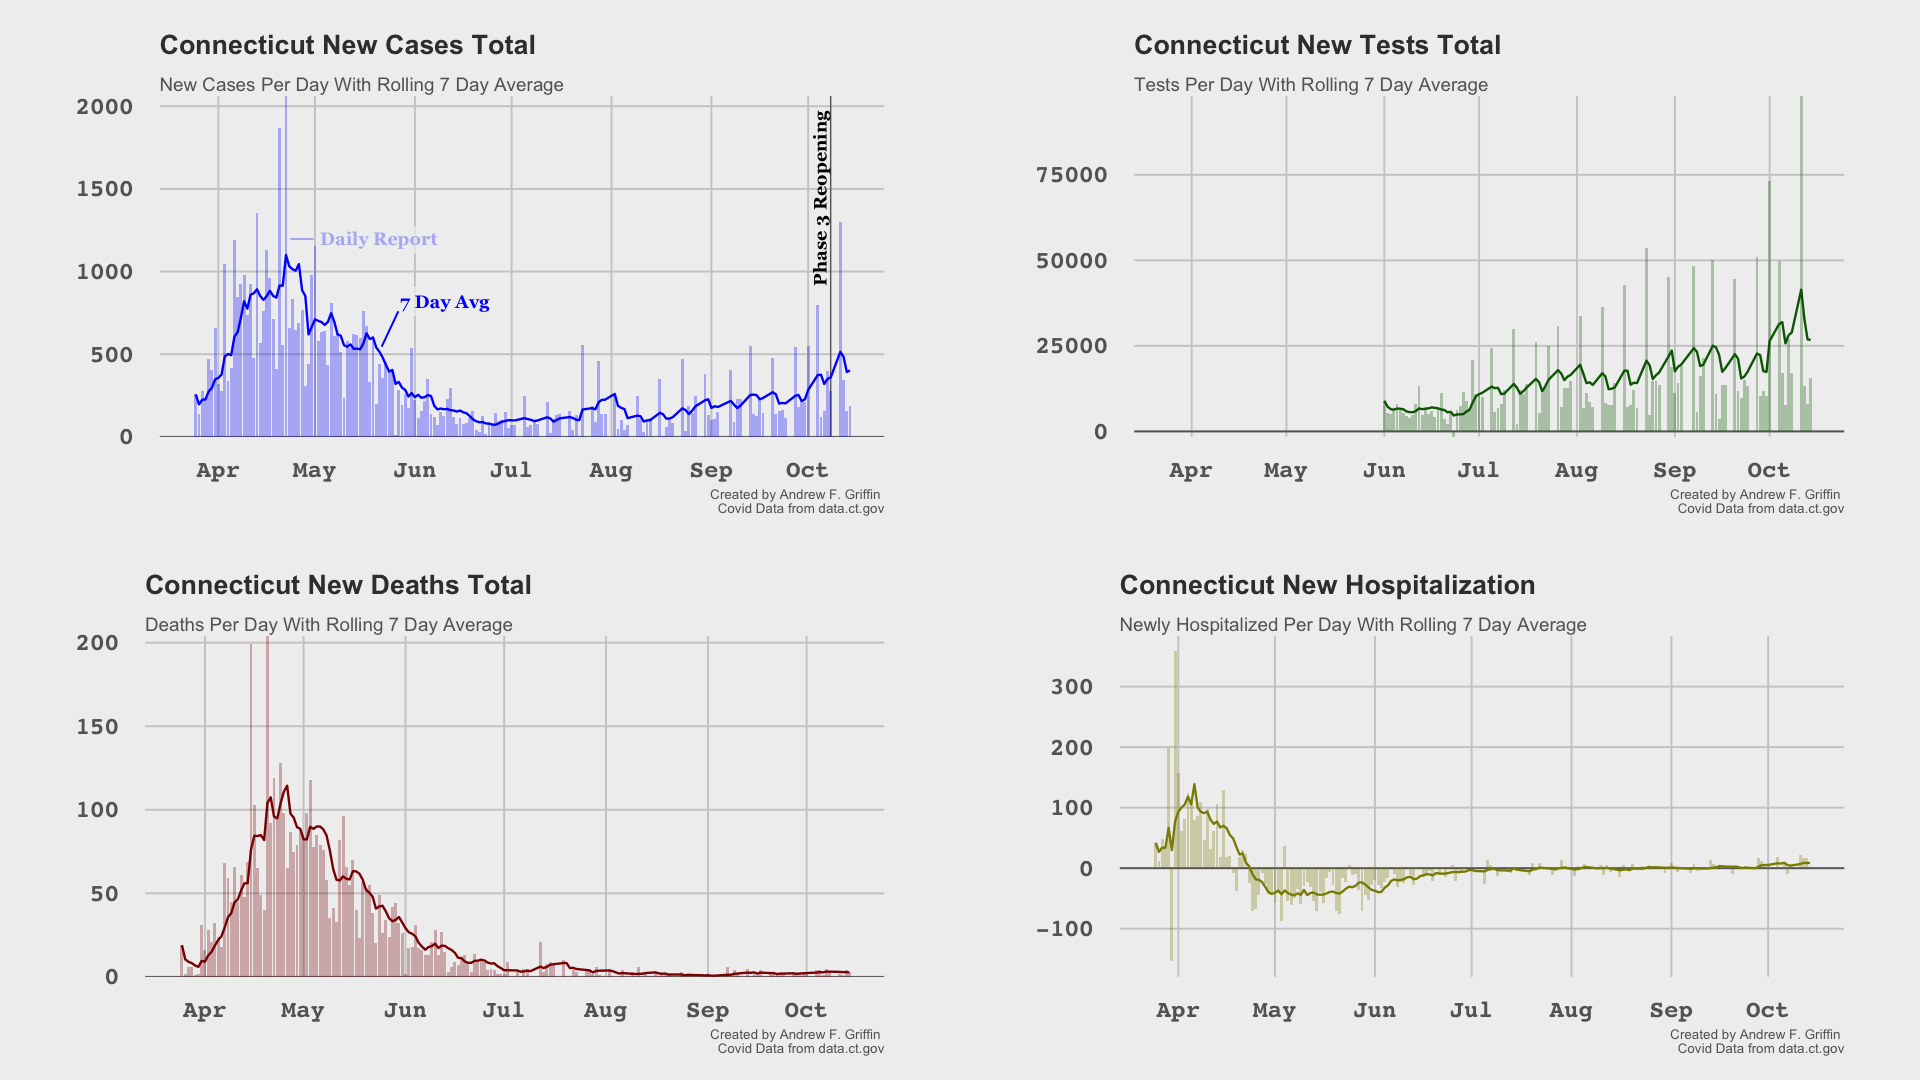 Connecticut New Cases Total
New Cases Per Day With Rolling 7 Day Average
2000
1500
1000
500
0
Daily Report
7 Day Avg
Phase 3 Reopening
Apr May Jun Jul Aug Sep Oct
Created by Andrew F. Griffin
Covid Data from data.ct.gov
Connecticut New Tests Total
Tests Per Day With Rolling 7 Day Average
75000
50000
25000
0
Apr May Jun Jul Aug Sep Oct
Created by Andrew F. Griffin
Covid Data from data.ct.gov
Connecticut New Deaths Total
Deaths Per Day With Rolling 7 Day Average
200
150
100
50
0
Apr May Jun Jul Aug Sep Oct
Created by Andrew F. Griffin
Covid Data from data.ct.gov
Connecticut New Hospitalization
Newly Hospitalized Per Day With Rolling 7 Day Average
300
200
100
0
−100
Apr May Jun Jul Aug Sep Oct
Created by Andrew F. Griffin
Covid Data from data.ct.gov